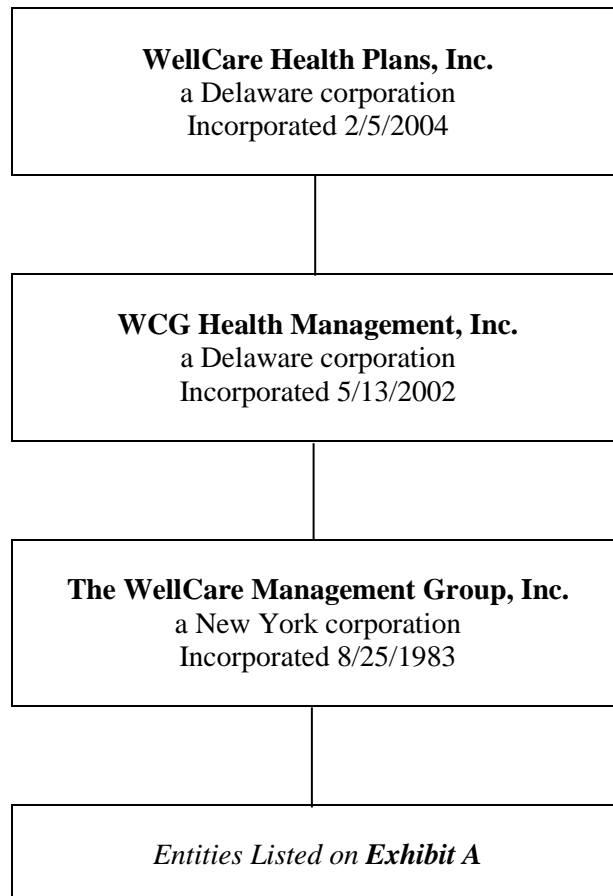 WellCare Health Plans, Inc.
a Delaware corporation
Incorporated 2/5/2004
WCG Health Management, Inc.
a Delaware corporation
Incorporated 5/13/2002
The WellCare Management Group, Inc.
a New York corporation
Incorporated 8/25/1983
Entities Listed on Exhibit A